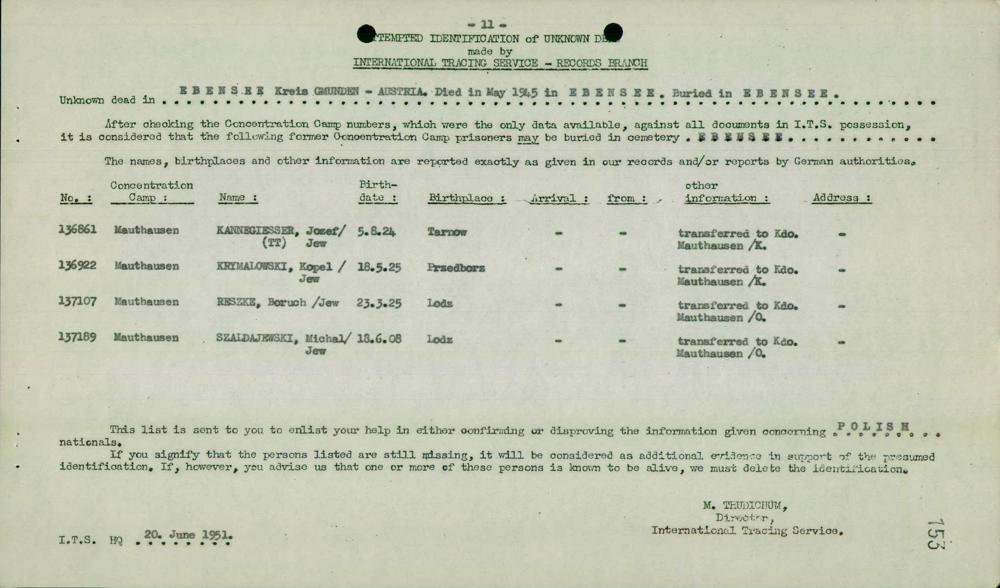 - 11 -
ATTEMPTED IDENTIFICATION of UNKNOWN DEAD
made by
INTERNATIONAL TRACING SERVICE - RECORDS BRANCH
Unknown dead in . . E B E N S E E Kreis GMUNDEN - AUSTRIA. Died in May 1945 in E B E N S E E . Buried in E B E N S E E .
After checking the Concentration Camp numbers, which were the only data available, against all documents in I.T.S. possession,
it is considered that the following former Concentration Camp prisoners may be buried in cemetery . E B E N S E E . . . . . . . . . . . .
The names, birthplaces and other information are reported exactly as given in our records and/or reports by German authorities.
No. : Concentration Camp : Name : Birth-date : Birthplace : Arrival : from : other information : Address :
136861 Mauthausen KANNEGIESSER, Josef/ 5.8.24 Tarnow - - transferred to Kdo. -
(TT) Jew Mauthausen /K.
136922 Mauthausen KRYMALOWSKI, Kopel / 18.5.25 Przedborz - - transferred to Kdo. -
Jew Mauthausen /K.
137107 Mauthausen RESZKE, Boruch /Jew 23.3.25 Lodz - - transferred to Kdo. -
Mauthausen /O.
137189 Mauthausen SZALDAJEWSKI, Michal/ 18.6.08 Lodz - - transferred to Kdo. -
Jew Mauthausen /O.
This list is sent to you to enlist your help in either confirming or disproving the information given concerning P O L I S H
nationals.
If you signify that the persons listed are still missing, it will be considered as additional evidence in support of the presumed
identification. If, however, you advise us that one or more of these persons is known to be alive, we must delete the identification.
M. THUDICHUM,
Director,
International Tracing Service.
I.T.S. HQ . 20. June 1951.
153